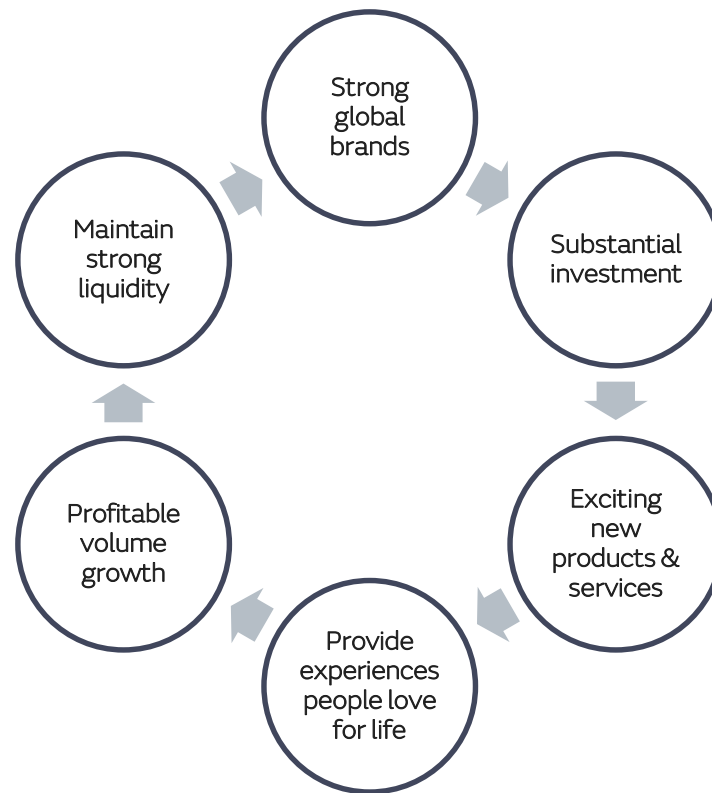 Strong
global
brands
Substantial
investment
Exciting
new
products &
services
Provide
experiences
people love
for life
Profitable
volume
growth
Maintain
strong
liquidity